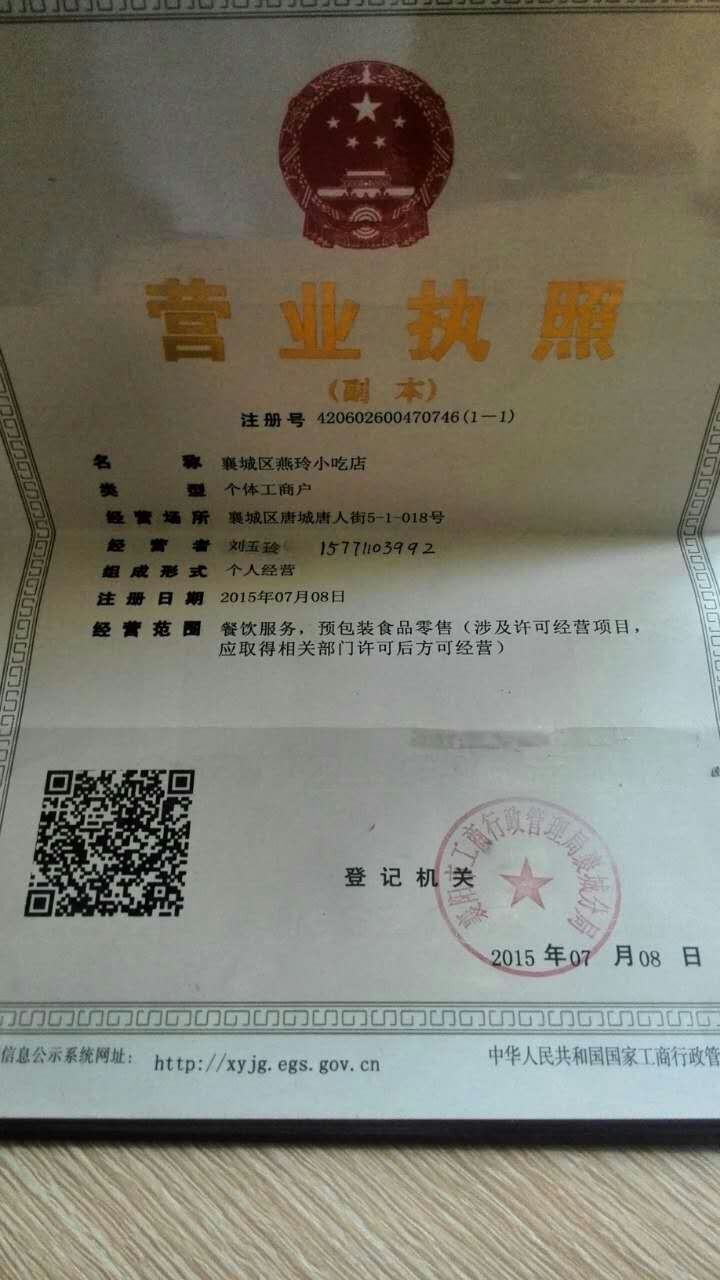 营业执照
(副本)
注册号 420602600470746(1-1)
名称 襄城区燕玲小吃店
类型 个体工商户
经营场所 襄城区唐城唐人街5-1-018号
经营者 刘玉玲 15771103992
组成形式 个人经营
注册日期 2015年07月08日
经营范围 餐饮服务，预包装食品零售（涉及许可经营项目，
应取得相关部门许可后方可经营）
襄阳市工商行政管理局襄城分局
登记机关
2015 年07 月08 日
信息公示系统网址： http://xyjg.egs.gov.cn
中华人民共和国国家工商行政管